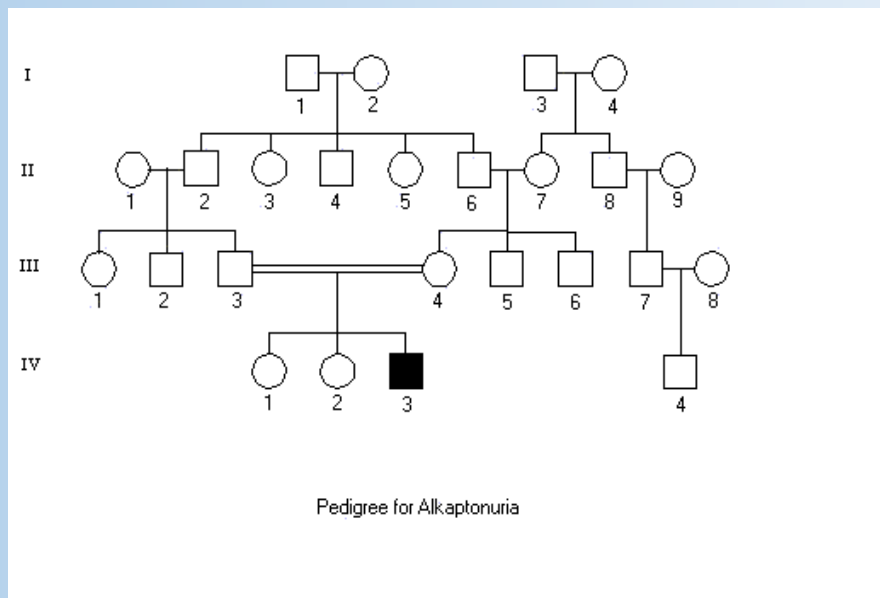 I
1 2 3 4
II
1 2 3 4 5 6 7 8 9
III
1 2 3 4 5 6 7 8
IV
1 2 3 4
Pedigree for Alkaptonuria